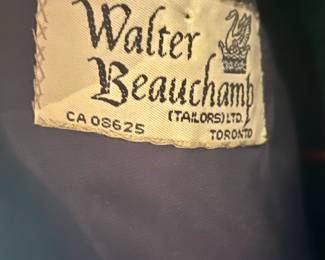 Walter
Beauchamp
(TAILORS) LTD.
CA 08625 TORONTO